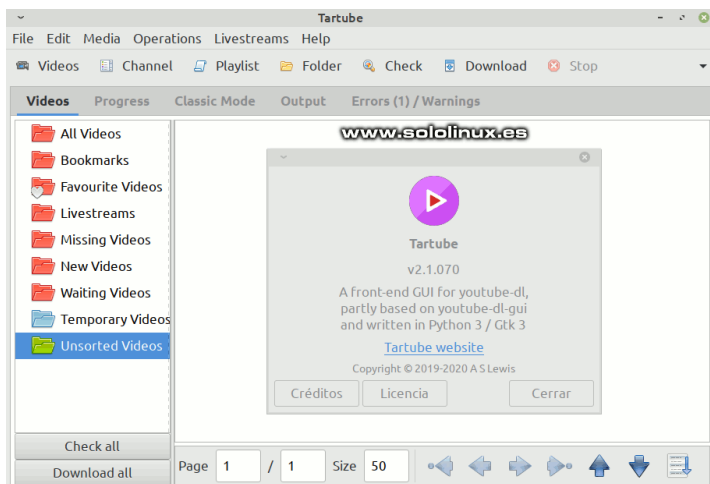 Tartube
File Edit Media Operations Livestreams Help
Videos Channel Playlist Folder Check Download Stop
Videos Progress Classic Mode Output Errors (1) / Warnings
All Videos
Bookmarks
Favourite Videos
Livestreams
Missing Videos
New Videos
Waiting Videos
Temporary Videos
Unsorted Videos
Check all
Download all
www.sololinux.es
Tartube
v2.1.070
A front-end GUI for youtube-dl,
partly based on youtube-dl-gui
and written in Python 3 / Gtk 3
Tartube website
Copyright © 2019-2020 A S Lewis
Créditos Licencia Cerrar
Page 1 / 1 Size 50